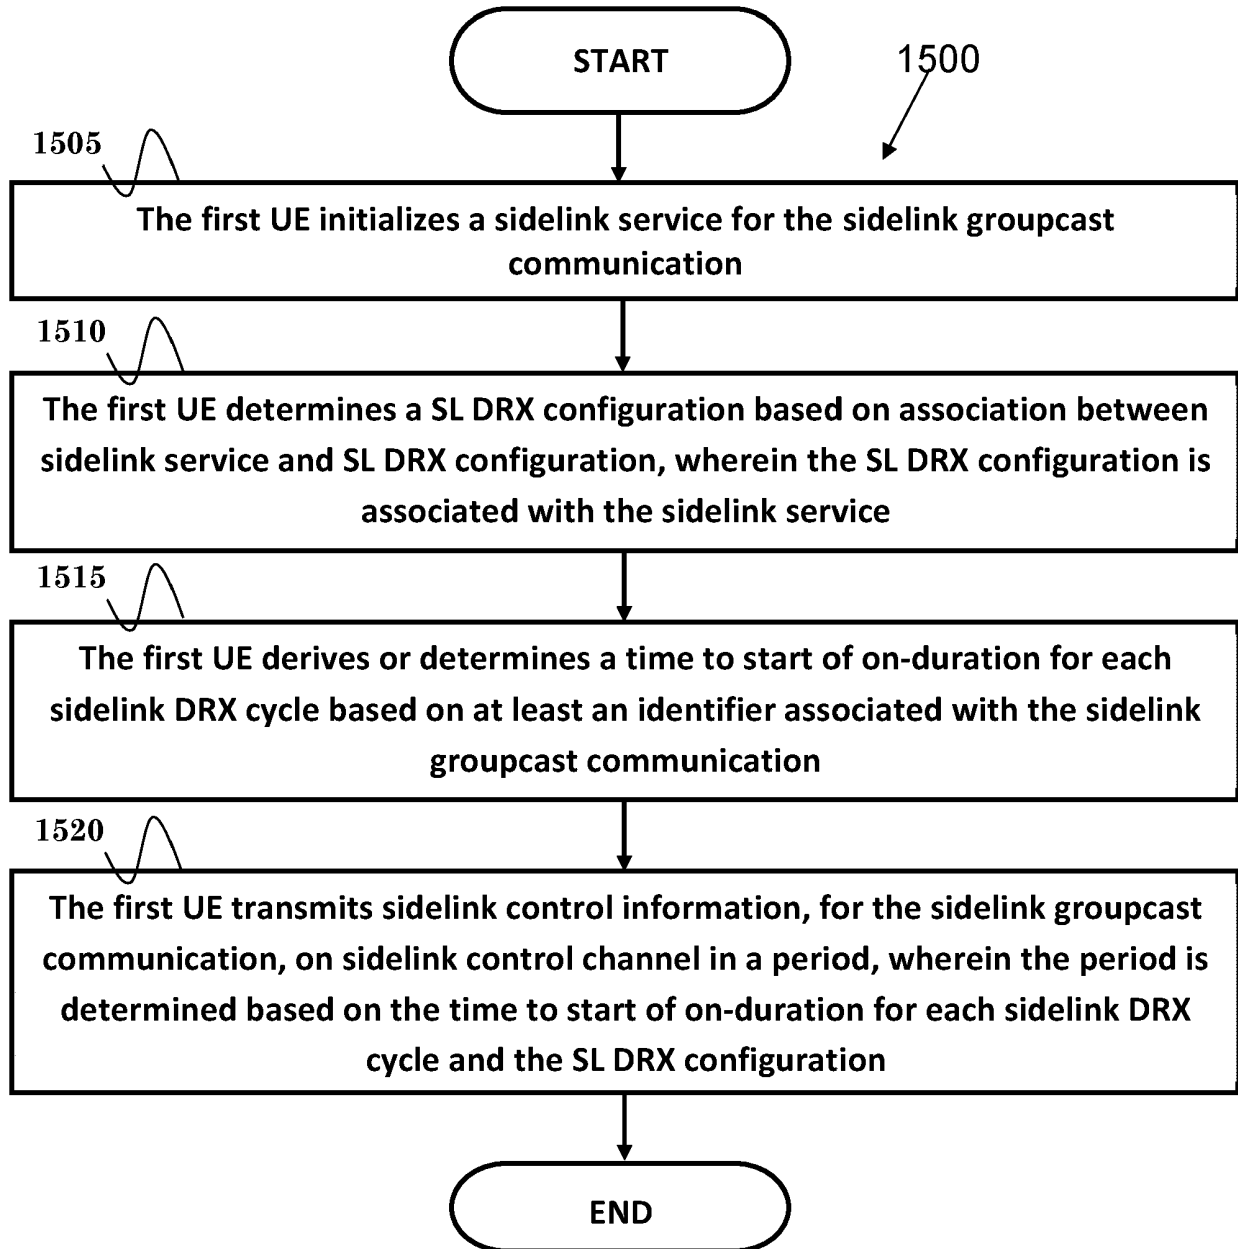 START
1500
1505
The first UE initializes a sidelink service for the sidelink groupcast
communication
1510
The first UE determines a SL DRX configuration based on association between
sidelink service and SL DRX configuration, wherein the SL DRX configuration is
associated with the sidelink service
1515
The first UE derives or determines a time to start of on-duration for each
sidelink DRX cycle based on at least an identifier associated with the sidelink
groupcast communication
1520
The first UE transmits sidelink control information, for the sidelink groupcast
communication, on sidelink control channel in a period, wherein the period is
determined based on the time to start of on-duration for each sidelink DRX
cycle and the SL DRX configuration
END